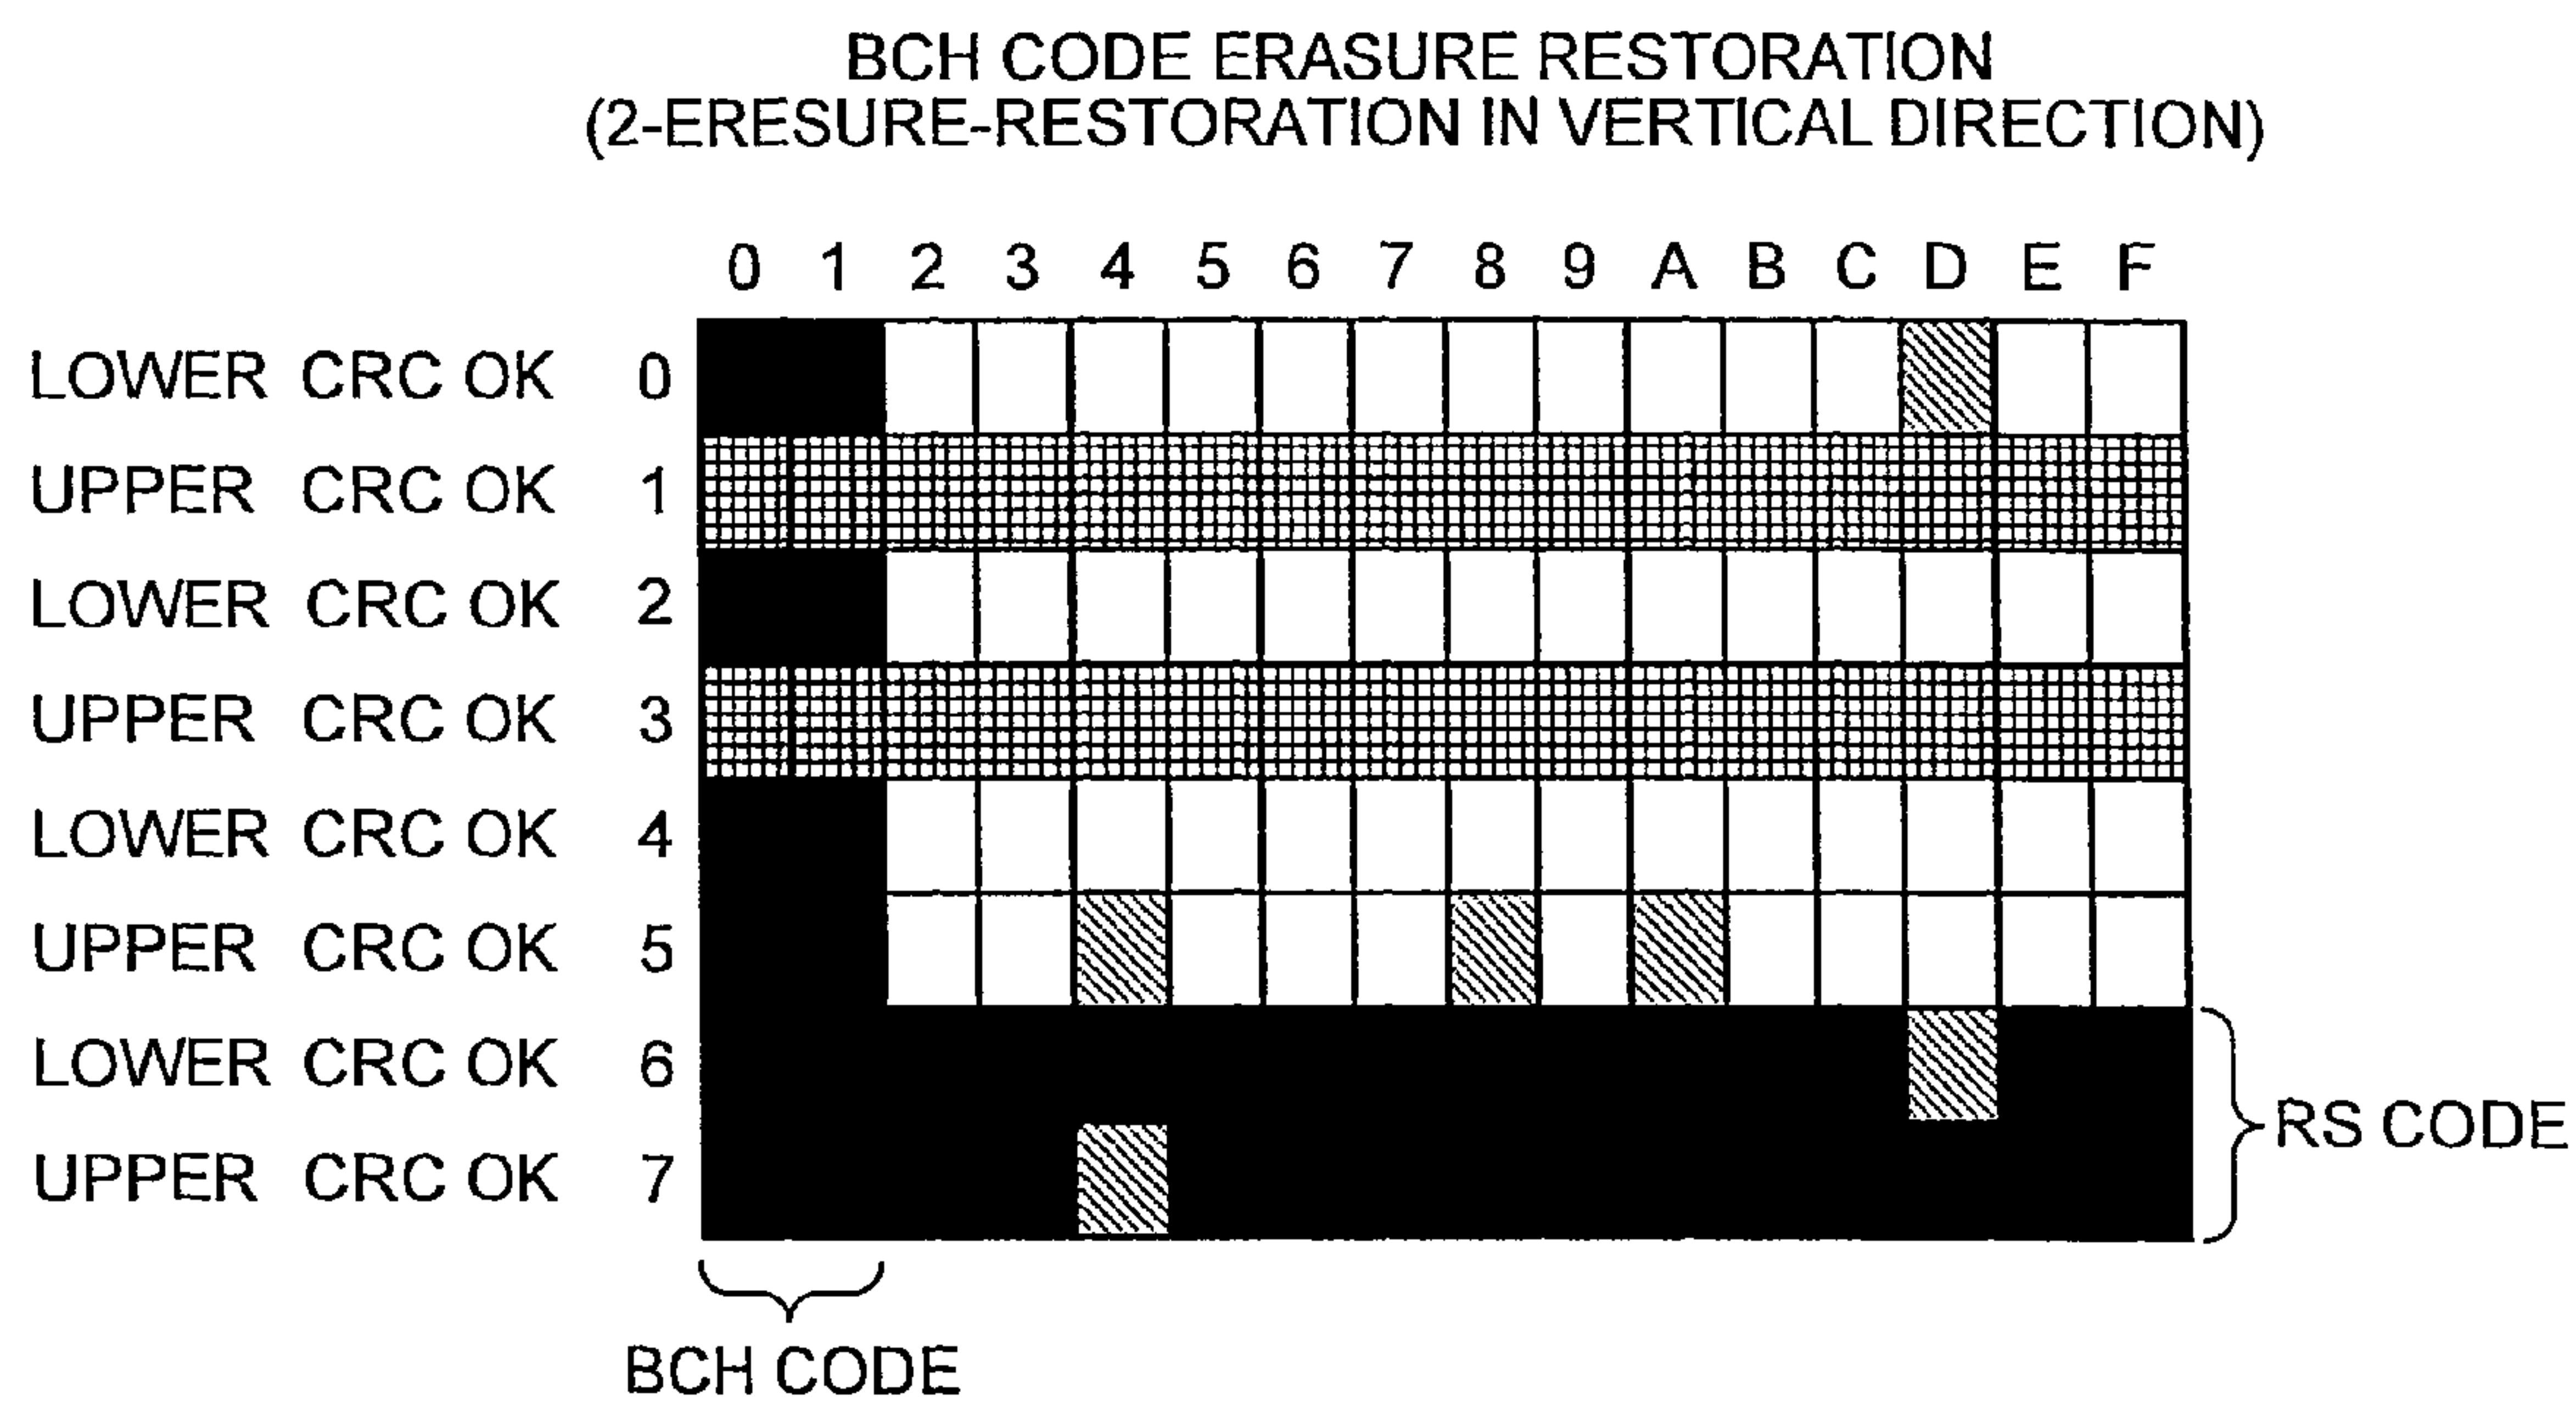 BCH CODE ERASURE RESTORATION
(2-ERESURE-RESTORATION IN VERTICAL DIRECTION)
0 1 2 3 4 5 6 7 8 9 A B C D E F
LOWER CRC OK 0
UPPER CRC OK 1
LOWER CRC OK 2
UPPER CRC OK 3
LOWER CRC OK 4
UPPER CRC OK 5
LOWER CRC OK 6
RS CODE
UPPER CRC OK 7
BCH CODE